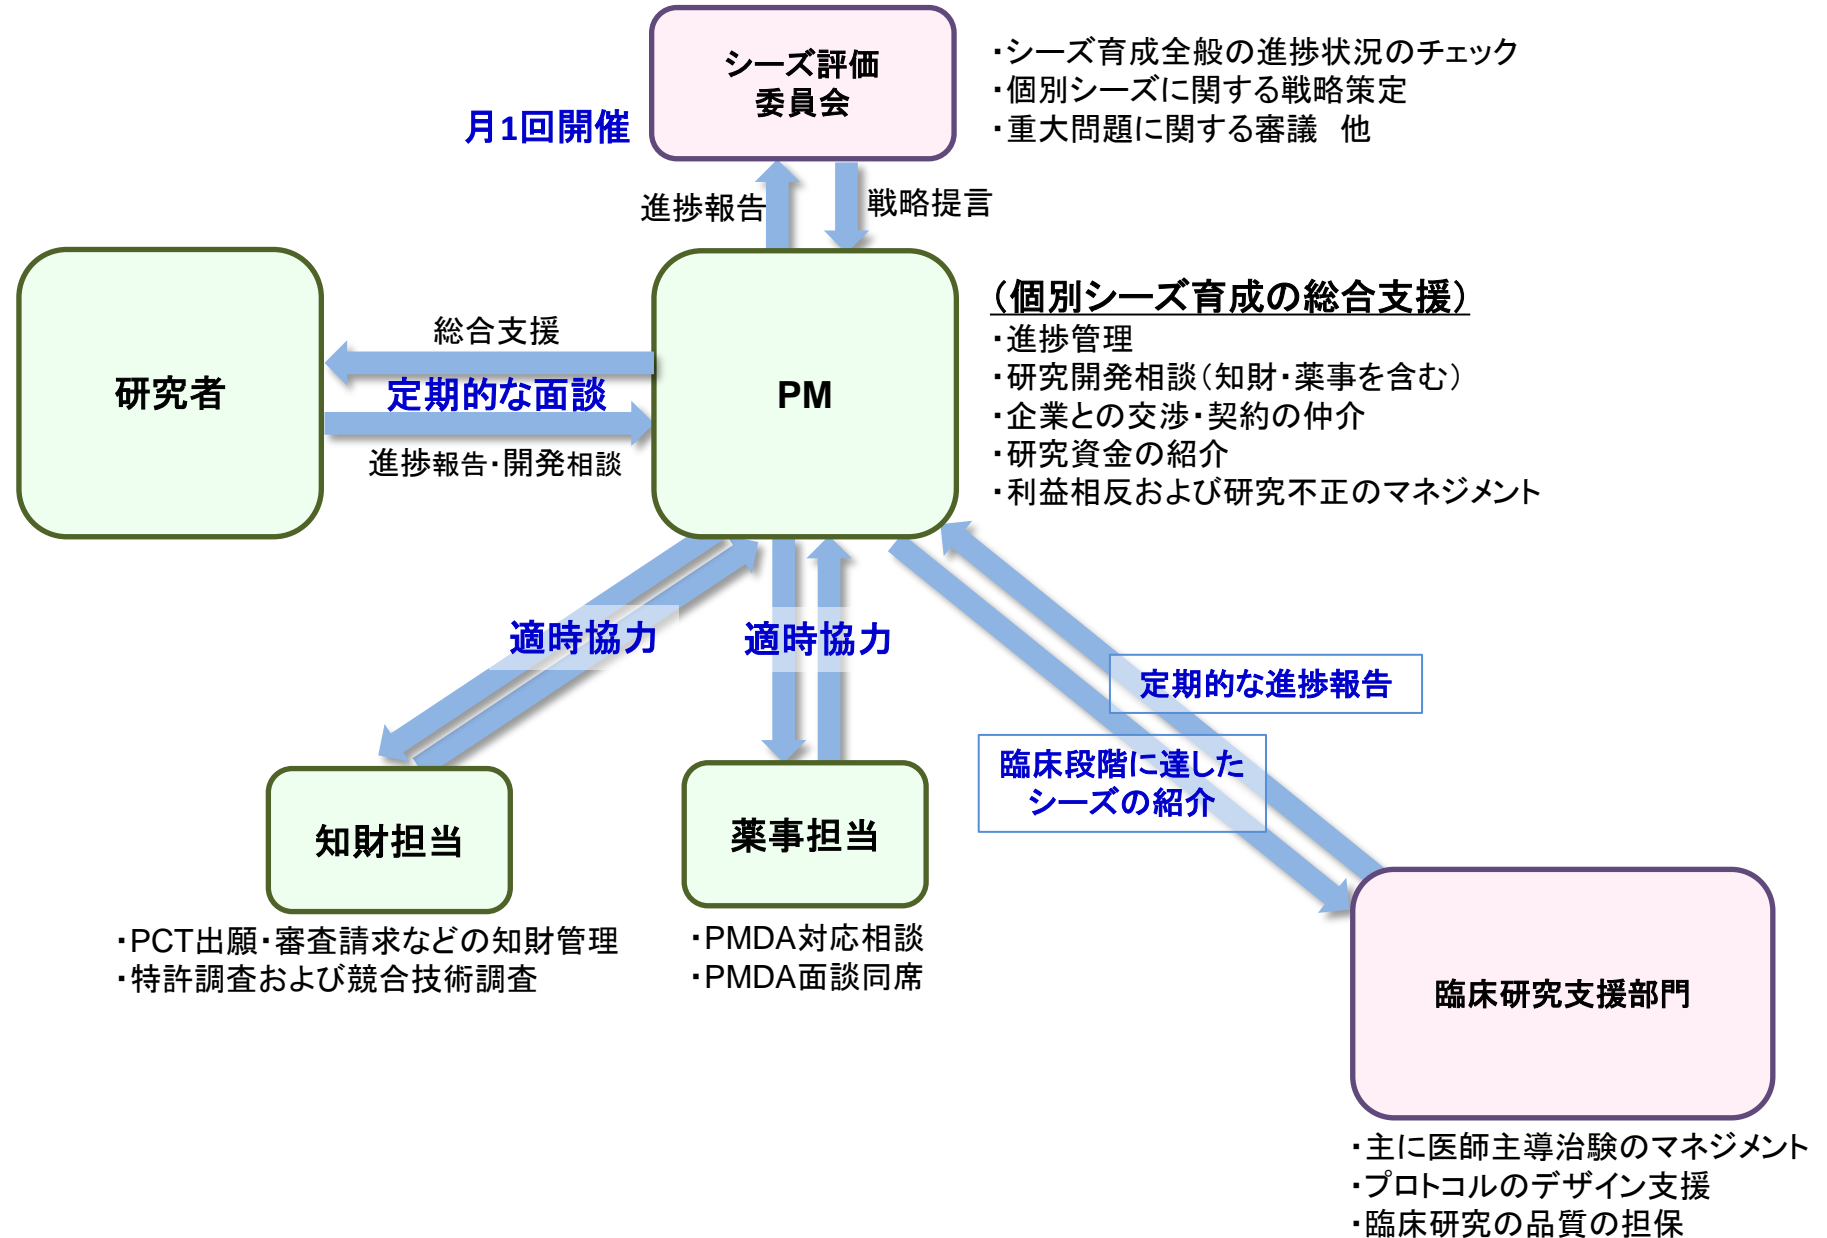 シーズ評価
委員会
月1回開催
・シーズ育成全般の進捗状況のチェック
・個別シーズに関する戦略策定
・重大問題に関する審議　他
進捗報告
戦略提言
研究者
総合支援
定期的な面談
進捗報告・開発相談
PM
（個別シーズ育成の総合支援）
・進捗管理
・研究開発相談（知財・薬事を含む）
・企業との交渉・契約の仲介
・研究資金の紹介
・利益相反および研究不正のマネジメント
適時協力
適時協力
定期的な進捗報告
臨床段階に達した
シーズの紹介
知財担当
・PCT出願・審査請求などの知財管理
・特許調査および競合技術調査
薬事担当
・PMDA対応相談
・PMDA面談同席
臨床研究支援部門
・主に医師主導治験のマネジメント
・プロトコルのデザイン支援
・臨床研究の品質の担保